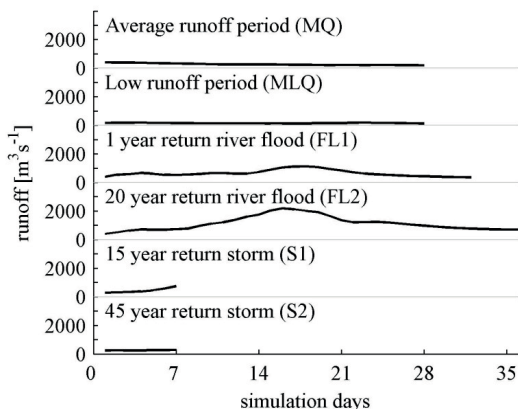 Average runoff period (MQ)
2000
0
Low runoff period (MLQ)
2000
0
1 year return river flood (FL1)
2000
0
20 year return river flood (FL2)
2000
0
15 year return storm (S1)
2000
0
45 year return storm (S2)
2000
0
runoff [m³s⁻¹]
0 7 14 21 28 35
simulation days